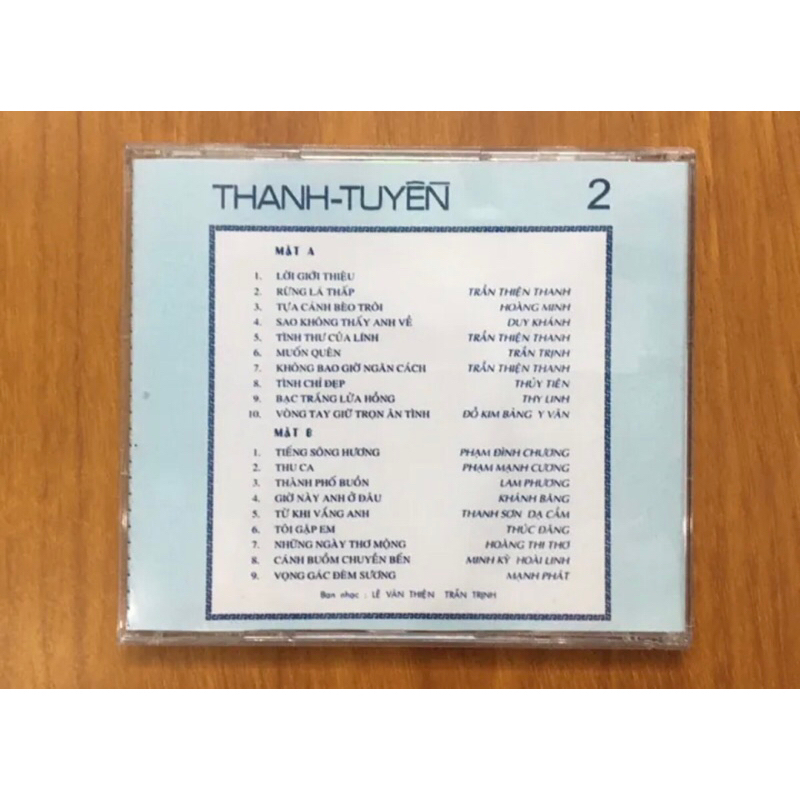 THANH-TUYỀN 2
MẶT A
1. LỜI GIỚI THIỆU
2. RỪNG LÁ THẤP TRẦN THIỆN THANH
3. TỰA CÁNH BÈO TRÔI HOÀNG MINH
4. SAO KHÔNG THẤY ANH VỀ DUY KHÁNH
5. TÌNH THƯ CỦA LÍNH TRẦN THIỆN THANH
6. MUỐN QUÊN TRẦN TRỊNH
7. KHÔNG BAO GIỜ NGĂN CÁCH TRẦN THIỆN THANH
8. TÌNH CHỈ ĐẸP THỦY TIÊN
9. BẠC TRẮNG LỬA HỒNG THY LINH
10. VÒNG TAY GIỮ TRỌN ÂN TÌNH ĐỖ KIM BẢNG Y VÂN
MẶT B
1. TIẾNG SÔNG HƯƠNG PHẠM ĐÌNH CHƯƠNG
2. THU CA PHẠM MẠNH CƯƠNG
3. THÀNH PHỐ BUỒN LAM PHƯƠNG
4. GIỜ NÀY ANH Ở ĐÂU KHÁNH BĂNG
5. TỪ KHI VẮNG ANH THANH SƠN DẠ CẦM
6. TÔI GẶP EM THÚC ĐĂNG
7. NHỮNG NGÀY THƠ MỘNG HOÀNG THI THƠ
8. CÁNH BUỒM CHUYỂN BẾN MINH KỲ HOÀI LINH
9. VỌNG GÁC ĐÊM SƯƠNG MẠNH PHÁT
Ban nhạc : LÊ VĂN THIỆN TRẦN TRỊNH